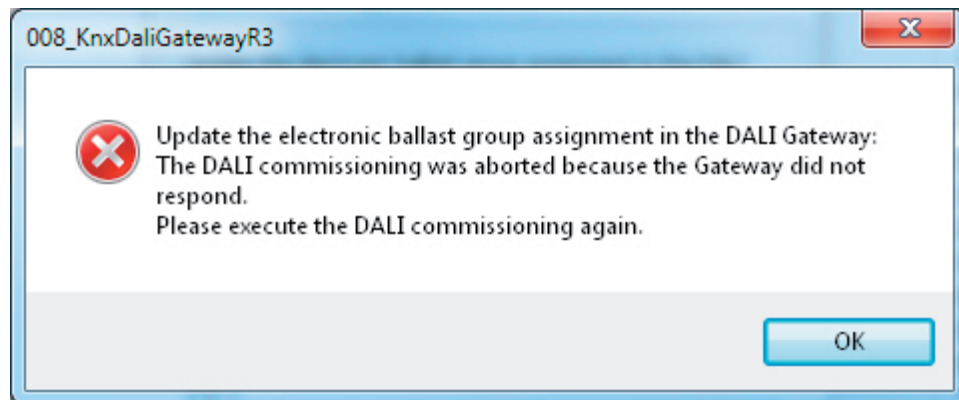 008_KnxDaliGatewayR3
Update the electronic ballast group assignment in the DALI Gateway:
The DALI commissioning was aborted because the Gateway did not
respond.
Please execute the DALI commissioning again.
OK